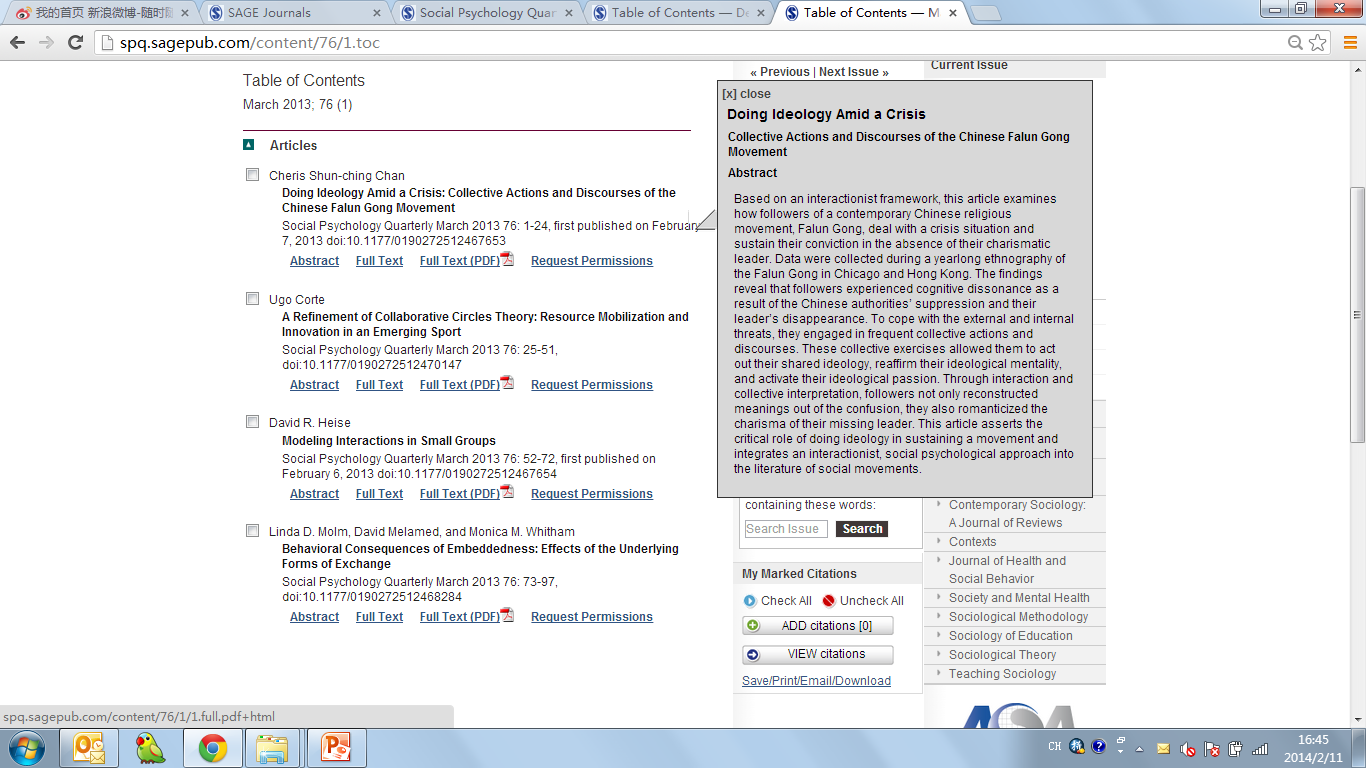 我的首页 新浪微博-随时随
SAGE Journals
Social Psychology Quar
Table of Contents — De
Table of Contents — M
spq.sagepub.com/content/76/1.toc
Table of Contents
March 2013; 76 (1)
Articles
Cheris Shun-ching Chan
Doing Ideology Amid a Crisis: Collective Actions and Discourses of the
Chinese Falun Gong Movement
Social Psychology Quarterly March 2013 76: 1-24, first published on February
7, 2013 doi:10.1177/0190272512467653
Abstract Full Text Full Text (PDF) Request Permissions
Ugo Corte
A Refinement of Collaborative Circles Theory: Resource Mobilization and
Innovation in an Emerging Sport
Social Psychology Quarterly March 2013 76: 25-51,
doi:10.1177/0190272512470147
Abstract Full Text Full Text (PDF) Request Permissions
David R. Heise
Modeling Interactions in Small Groups
Social Psychology Quarterly March 2013 76: 52-72, first published on
February 6, 2013 doi:10.1177/0190272512467654
Abstract Full Text Full Text (PDF) Request Permissions
Linda D. Molm, David Melamed, and Monica M. Whitham
Behavioral Consequences of Embeddedness: Effects of the Underlying
Forms of Exchange
Social Psychology Quarterly March 2013 76: 73-97,
doi:10.1177/0190272512468284
Abstract Full Text Full Text (PDF) Request Permissions
« Previous | Next Issue »
Current Issue
[x] close
Doing Ideology Amid a Crisis
Collective Actions and Discourses of the Chinese Falun Gong
Movement
Abstract
Based on an interactionist framework, this article examines
how followers of a contemporary Chinese religious
movement, Falun Gong, deal with a crisis situation and
sustain their conviction in the absence of their charismatic
leader. Data were collected during a yearlong ethnography of
the Falun Gong in Chicago and Hong Kong. The findings
reveal that followers experienced cognitive dissonance as a
result of the Chinese authorities' suppression and their
leader's disappearance. To cope with the external and internal
threats, they engaged in frequent collective actions and
discourses. These collective exercises allowed them to act
out their shared ideology, reaffirm their ideological mentality,
and activate their ideological passion. Through interaction and
collective interpretation, followers not only reconstructed
meanings out of the confusion, they also romanticized the
charisma of their missing leader. This article asserts the
critical role of doing ideology in sustaining a movement and
integrates an interactionist, social psychological approach into
the literature of social movements.
containing these words:
Search Issue Search
My Marked Citations
Check All Uncheck All
ADD citations [0]
VIEW citations
Save/Print/Email/Download
Contemporary Sociology:
A Journal of Reviews
Contexts
Journal of Health and
Social Behavior
Society and Mental Health
Sociological Methodology
Sociology of Education
Sociological Theory
Teaching Sociology
ASA
spq.sagepub.com/content/76/1/1.full.pdf+html
CH
16:45
2014/2/11